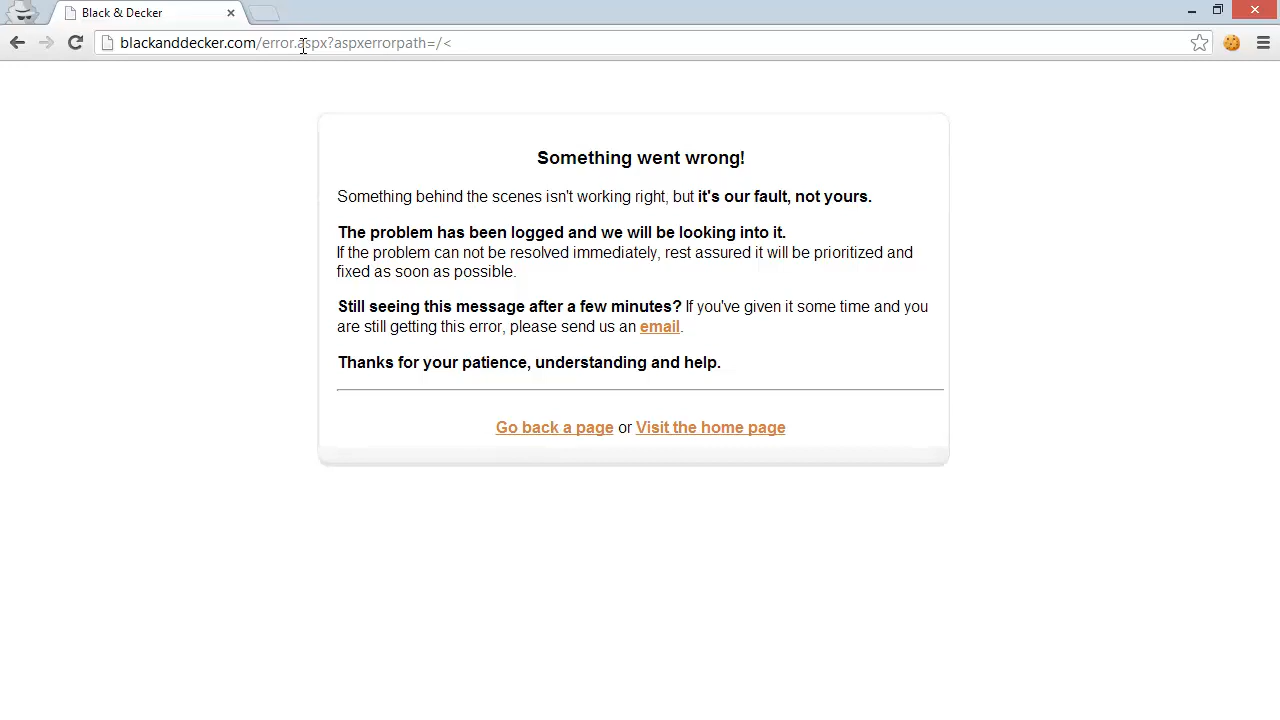 Black & Decker
blackanddecker.com/error.aspx?aspxerrorpath=/<
Something went wrong!
Something behind the scenes isn't working right, but it's our fault, not yours.
The problem has been logged and we will be looking into it.
If the problem can not be resolved immediately, rest assured it will be prioritized and
fixed as soon as possible.
Still seeing this message after a few minutes? If you've given it some time and you
are still getting this error, please send us an email.
Thanks for your patience, understanding and help.
Go back a page or Visit the home page